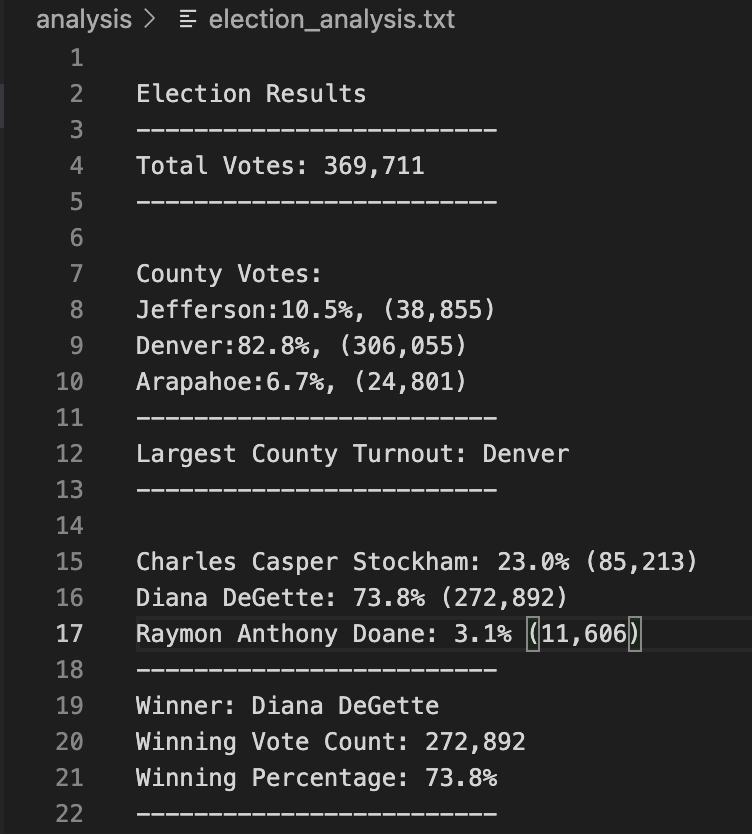 analysis > election_analysis.txt
1
2 Election Results
3 -------------------------
4 Total Votes: 369,711
5 -------------------------
6
7 County Votes:
8 Jefferson:10.5%, (38,855)
9 Denver:82.8%, (306,055)
10 Arapahoe:6.7%, (24,801)
11 -------------------------
12 Largest County Turnout: Denver
13 -------------------------
14
15 Charles Casper Stockham: 23.0% (85,213)
16 Diana DeGette: 73.8% (272,892)
17 Raymon Anthony Doane: 3.1% (11,606)
18 -------------------------
19 Winner: Diana DeGette
20 Winning Vote Count: 272,892
21 Winning Percentage: 73.8%
22 -------------------------